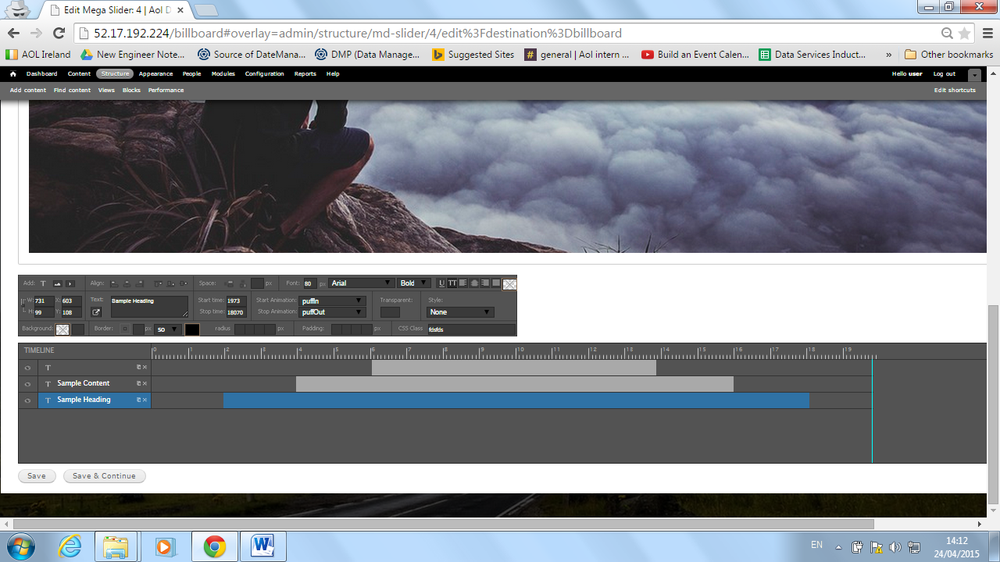 Edit Mega Slider: 4 | Aol D
52.17.192.224/billboard#overlay=admin/structure/md-slider/4/edit%3Fdestination%3Dbillboard
AOL Ireland New Engineer Note... Source of DateMana... DMP (Data Manage... Suggested Sites general | Aol intern ... Build an Event Calen... Data Services Induct... » Other bookmarks
Dashboard Content Structure Appearance People Modules Configuration Reports Help Hello user Log out
Add content Find content Views Blocks Performance Edit shortcuts
Add: T Align: Space: px Font: 80 px Arial Bold U TT
W: 731 X: 603 Text: Sample Heading Start time: 1973 Start Animation: puffIn Transparent: Style:
H: 99 Y: 108 Stop time: 18070 Stop Animation: puffOut None
Background: Border: px SO radius px Padding: px CSS Class fdsfds
TIMELINE 0 1 2 3 4 5 6 7 8 9 10 11 12 13 14 15 16 17 18 19
T
T Sample Content
T Sample Heading
Save Save & Continue
EN 14:12
24/04/2015